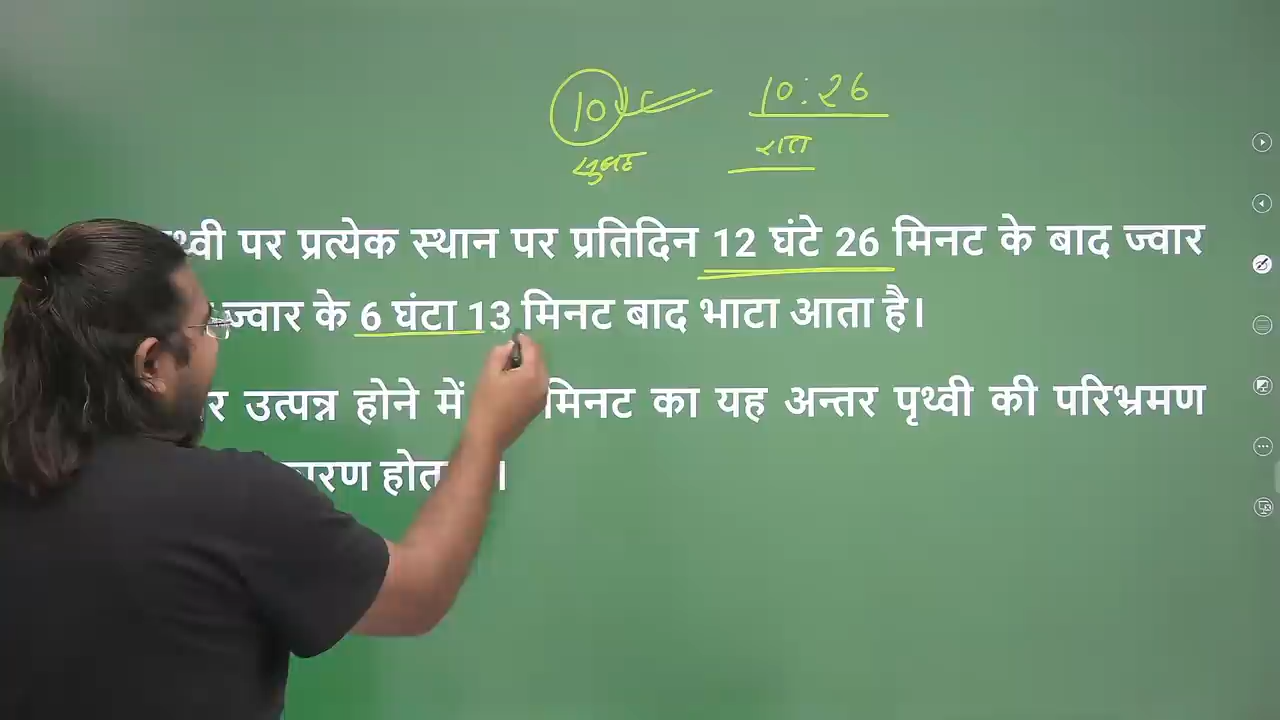 10 10:26
सुबह रात
थ्वी पर प्रत्येक स्थान पर प्रतिदिन 12 घंटे 26 मिनट के बाद ज्वार
ज्वार के 6 घंटा 13 मिनट बाद भाटा आता है।
र उत्पन्न होने में मिनट का यह अन्तर पृथ्वी की परिभ्रमण
ारण होत